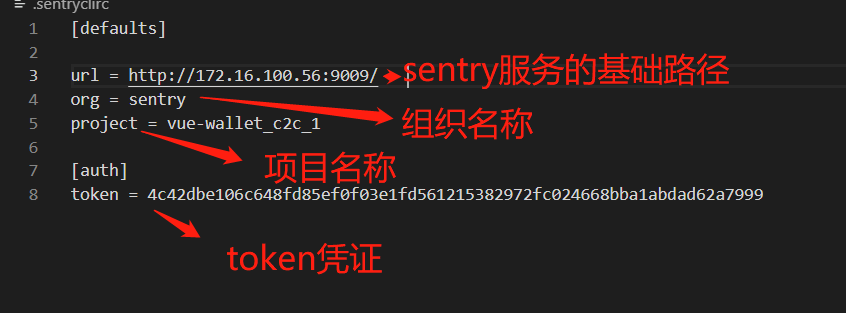 .sentryclirc
1 [defaults]
2
3 url = http://172.16.100.56:9009/ sentry服务的基础路径
4 org = sentry 组织名称
5 project = vue-wallet_c2c_1
6 项目名称
7 [auth]
8 token = 4c42dbe106c648fd85ef0f03e1fd561215382972fc024668bba1abdad62a7999
token凭证